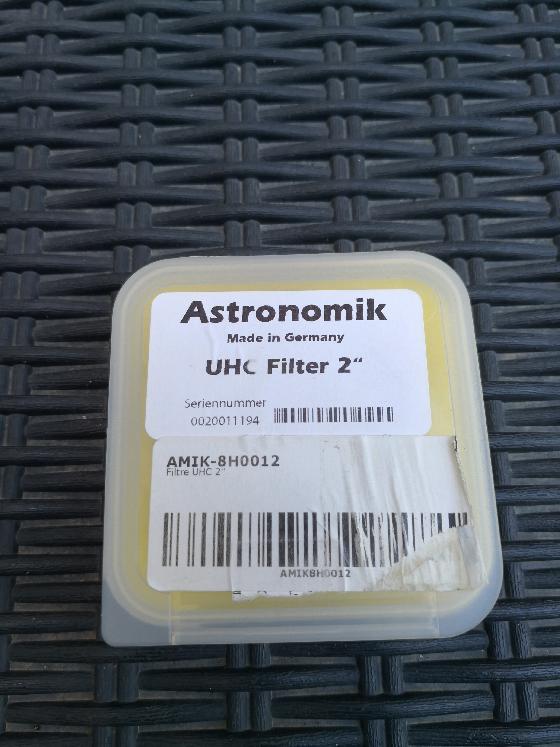 Astronomik
Made in Germany
UHC Filter 2“
Seriennummer
0020011194
AMIK-8H0012
Filtre UHC 2"
AMIK8H0012